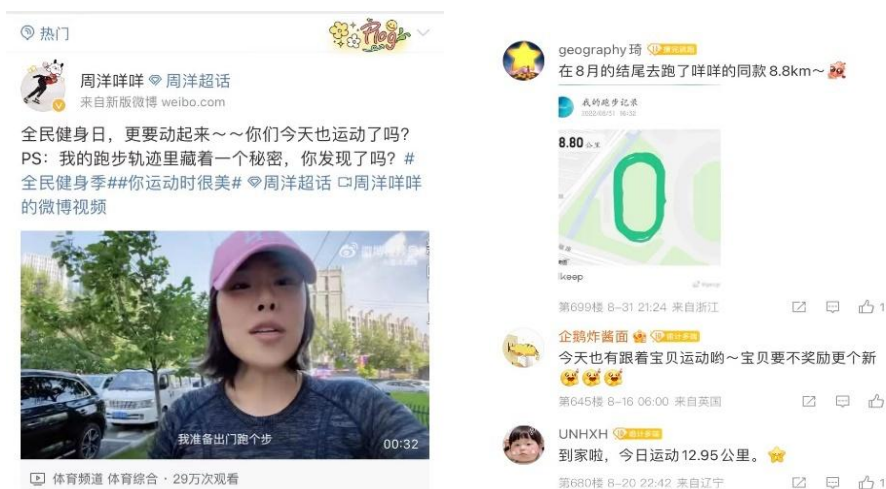 热门
Plog
周洋咩咩 周洋超话
来自新版微博 weibo.com
全民健身日，更要动起来～～你们今天也运动了吗？
PS：我的跑步轨迹里藏着一个秘密，你发现了吗？#
全民健身季##你运动时很美# 周洋超话 周洋咩咩
的微博视频
我准备出门跑个步
00:32
体育频道 体育综合 · 29万次观看
geography琦
在8月的结尾去跑了咩咩的同款8.8km～
我的跑步记录
8.80 公里
keep
第699楼 8-31 21:24 来自浙江
1
企鹅炸酱面
今天也有跟着宝贝运动哟～宝贝要不奖励更个新
第645楼 8-16 06:00 来自英国
UNHXH
到家啦，今日运动12.95公里。
第680楼 8-20 22:42 来自辽宁
1